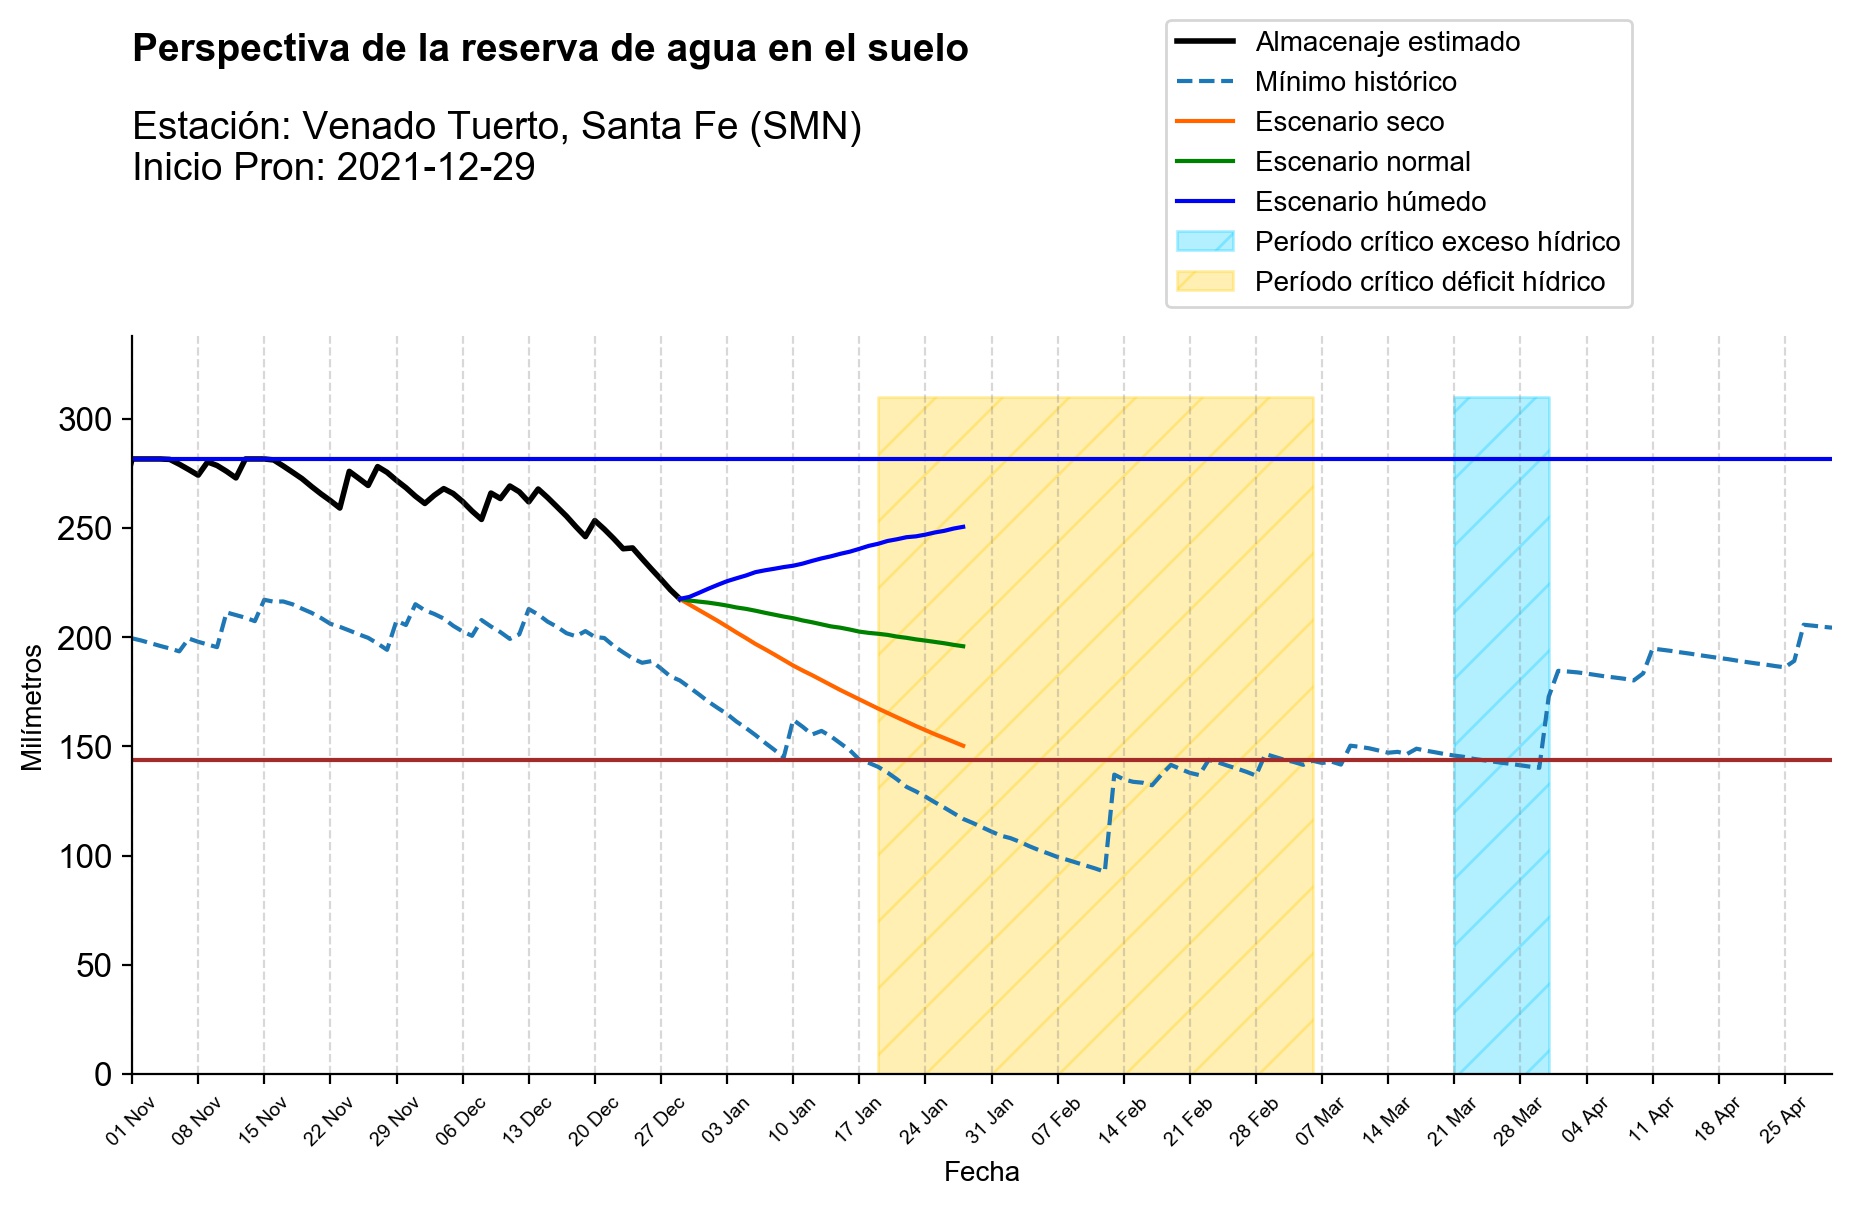 Perspectiva de la reserva de agua en el suelo
Estación: Venado Tuerto, Santa Fe (SMN)
Inicio Pron: 2021-12-29
Almacenaje estimado
Mínimo histórico
Escenario seco
Escenario normal
Escenario húmedo
Período crítico exceso hídrico
Período crítico déficit hídrico
300
250
200
150
100
50
0
Milímetros
01 Nov
08 Nov
15 Nov
22 Nov
29 Nov
06 Dec
13 Dec
20 Dec
27 Dec
03 Jan
10 Jan
17 Jan
24 Jan
31 Jan
07 Feb
14 Feb
21 Feb
28 Feb
07 Mar
14 Mar
21 Mar
28 Mar
04 Apr
11 Apr
18 Apr
25 Apr
Fecha